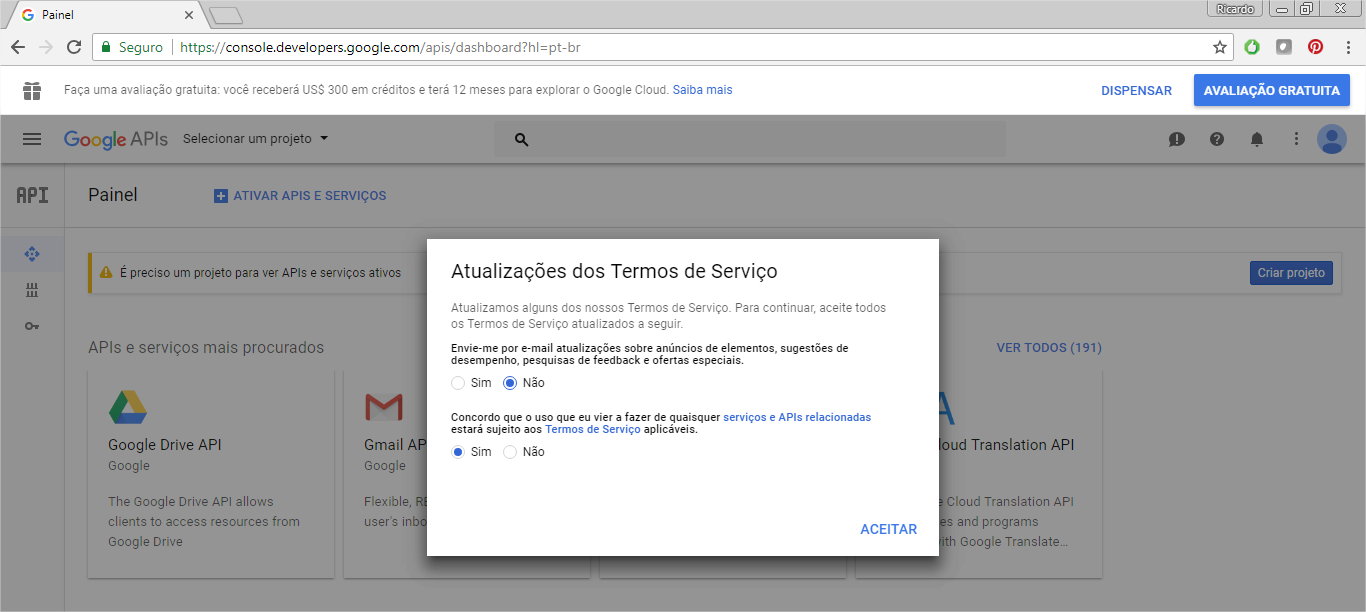 Painel
Ricardo
Seguro
https://console.developers.google.com/apis/dashboard?hl=pt-br
Faça uma avaliação gratuita: você receberá US$ 300 em créditos e terá 12 meses para explorar o Google Cloud. Saiba mais
DISPENSAR
AVALIAÇÃO GRATUITA
Google APIs
Selecionar um projeto
API
Painel
ATIVAR APIS E SERVIÇOS
É preciso um projeto para ver APIs e serviços ativos
Criar projeto
Atualizações dos Termos de Serviço
Atualizamos alguns dos nossos Termos de Serviço. Para continuar, aceite todos
os Termos de Serviço atualizados a seguir.
Envie-me por e-mail atualizações sobre anúncios de elementos, sugestões de
desempenho, pesquisas de feedback e ofertas especiais.
Sim Não
Concordo que o uso que eu vier a fazer de quaisquer serviços e APIs relacionadas
estará sujeito aos Termos de Serviço aplicáveis.
Sim Não
ACEITAR
APIs e serviços mais procurados
VER TODOS (191)
Google Drive API
Google
The Google Drive API allows
clients to access resources from
Google Drive
Gmail AP
Google
Flexible, RE
user's inbo
loud Translation API
e Cloud Translation API
es and programs
with Google Translate...